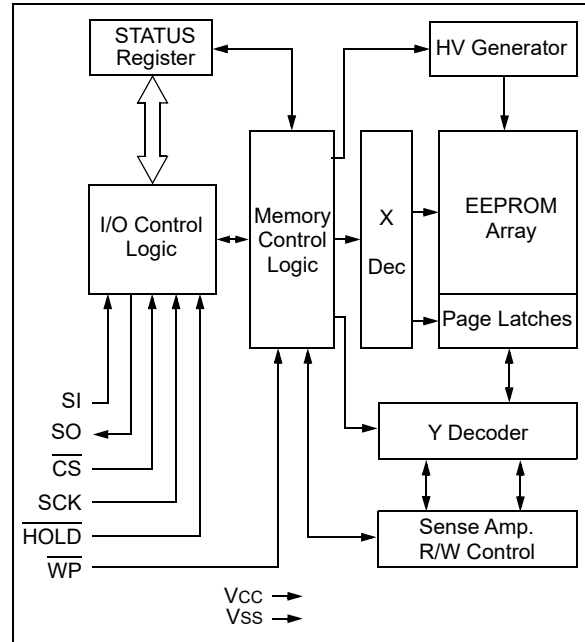 STATUS
Register
HV Generator
I/O Control
Logic
Memory
Control
Logic
X
Dec
EEPROM
Array
Page Latches
SI
SO
CS
SCK
HOLD
WP
Y Decoder
Sense Amp.
R/W Control
VCC
VSS